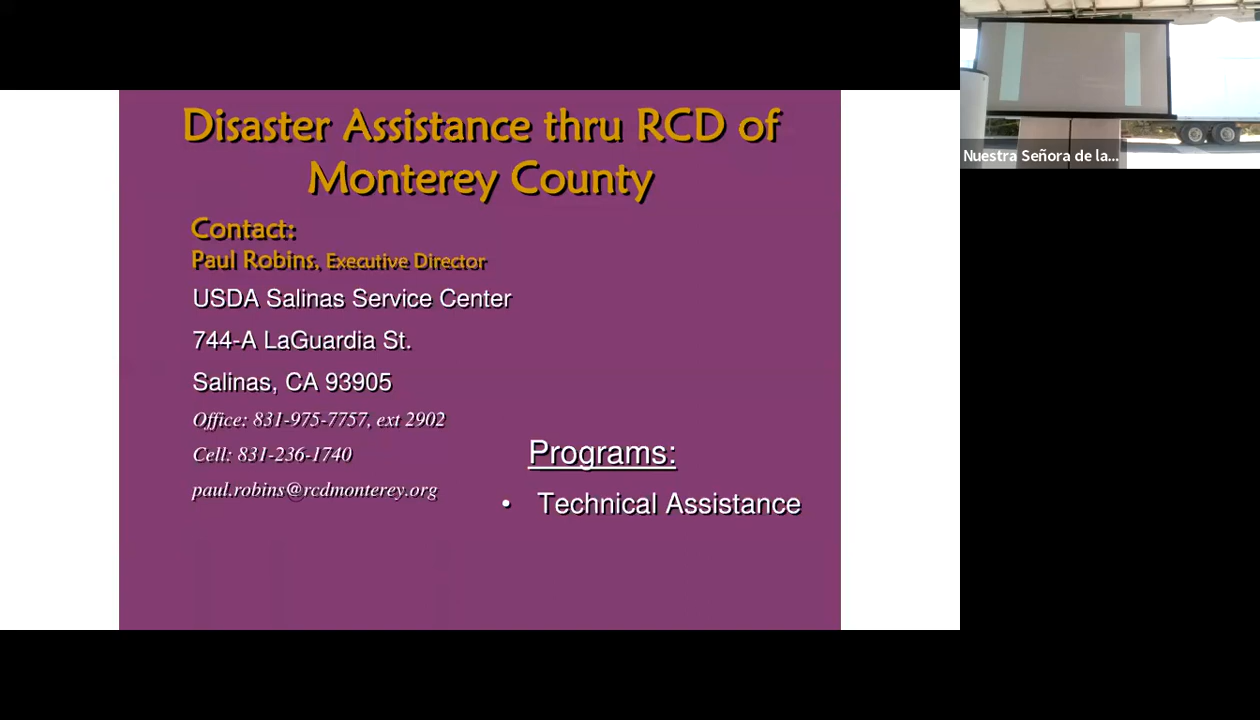 Disaster Assistance thru RCD of
Monterey County
Contact:
Paul Robins, Executive Director
USDA Salinas Service Center
744-A LaGuardia St.
Salinas, CA 93905
Office: 831-975-7757, ext 2902
Cell: 831-236-1740
paul.robins@rcdmonterey.org
Programs:
• Technical Assistance
Nuestra Señora de la...